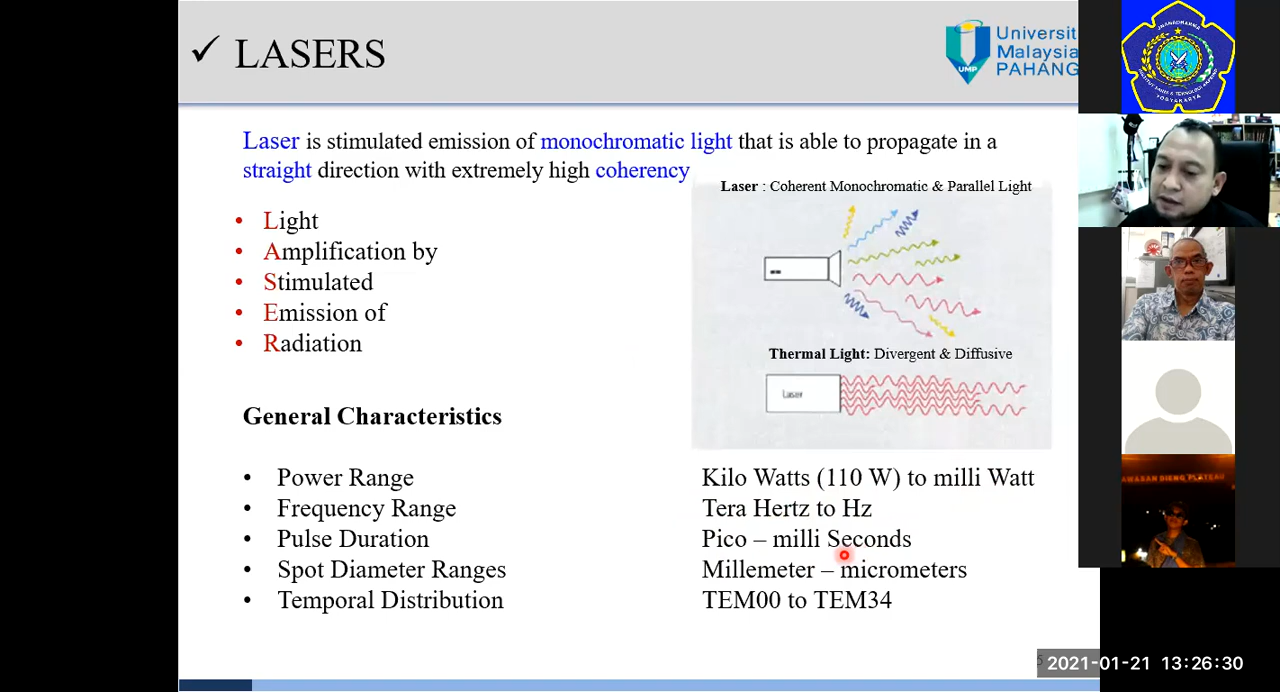 ✓ LASERS
Universit
Malaysia
PAHANG
UMP
Laser is stimulated emission of monochromatic light that is able to propagate in a
straight direction with extremely high coherency
Laser : Coherent Monochromatic & Parallel Light
• Light
• Amplification by
• Stimulated
• Emission of
• Radiation
Thermal Light: Divergent & Diffusive
Laser
General Characteristics
• Power Range Kilo Watts (110 W) to milli Watt
• Frequency Range Tera Hertz to Hz
• Pulse Duration Pico – milli Seconds
• Spot Diameter Ranges Millemeter – micrometers
• Temporal Distribution TEM00 to TEM34
YOGYAKARTA
DIENG PLATEAU
5
2021-01-21 13:26:30